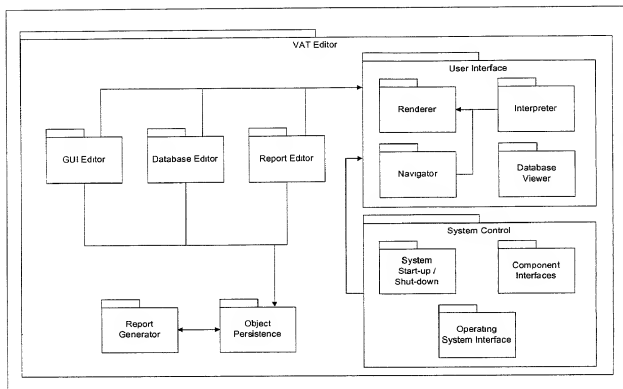 VAT Editor
User Interface
Renderer
Interpreter
GUI Editor
Database Editor
Report Editor
Navigator
Database
Viewer
System Control
System
Start-up /
Shut-down
Component
Interfaces
Report
Generator
Object
Persistence
Operating
System Interface